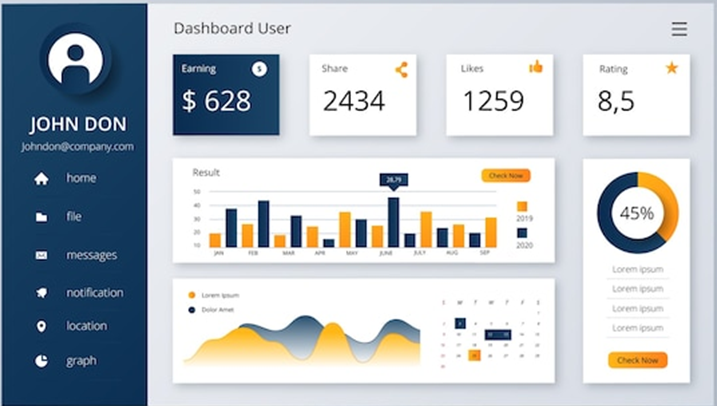 JOHN DON
Johndon@company.com
home
file
messages
notification
location
graph
Dashboard User
Earning
$
$ 628
Share
2434
Likes
1259
Rating
8,5
Result
Check Now
28,79
50
40
30
20
10
JAN FEB MAR APR MAY JUNE JULY AUG SEP
2019
2020
Lorem Ipsum
Dolor Amet
S M T W T F S
45%
Lorem ipsum
Lorem ipsum
Lorem ipsum
Lorem ipsum
Check Now